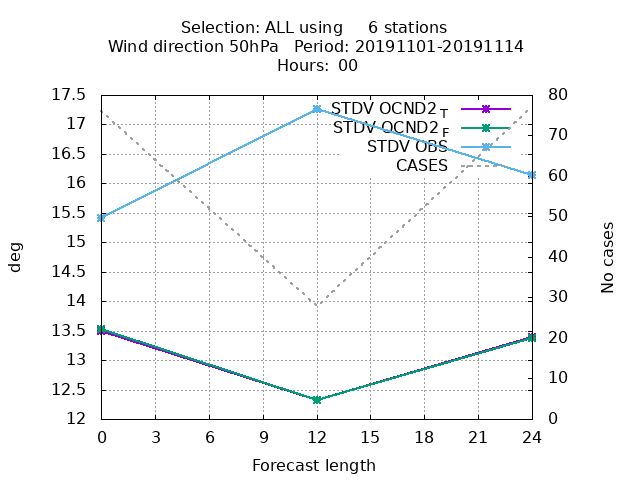 Selection: ALL using     6 stations
Wind direction 50hPa   Period: 20191101-20191114
Hours: 00
17.5
17
16.5
16
15.5
15
14.5
14
13.5
13
12.5
12
deg
STDV OCND2 T
STDV OCND2 F
STDV OBS
CASES
80
70
60
50
40
30
20
10
0
No cases
0 3 6 9 12 15 18 21 24
Forecast length